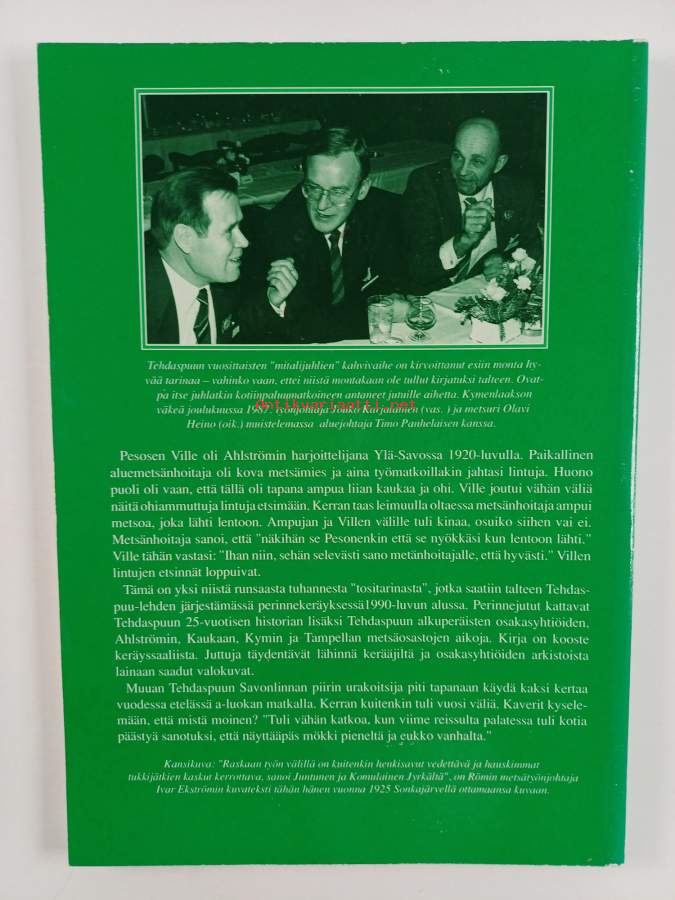 Tehdaspuun vuosittaisten "mitalijuhlien" kahvivaihe on kirvoittanut esiin monta hy-
vää tarinaa – vahinko vaan, ettei niistä montakaan ole tullut kirjatuksi talteen. Ovat-
pa itse juhlatkin kotiinpaluumatkoineen antaneet jutuille aihetta. Kymenlaakson
väkeä joulukuussa 1987. Työnjohtaja Jouko Karjalainen (vas. ) ja metsuri Olavi
Heino (oik.) muistelemassa aluejohtaja Timo Panhelaisen kanssa.
Antikvariaatti.net
Pesosen Ville oli Ahlströmin harjoittelijana Ylä-Savossa 1920-luvulla. Paikallinen
aluemetsänhoitaja oli kova metsämies ja aina työmatkoillakin jahtasi lintuja. Huono
puoli oli vaan, että tällä oli tapana ampua liian kaukaa ja ohi. Ville joutui vähän väliä
näitä ohiammuttuja lintuja etsimään. Kerran taas leimuulla oltaessa metsänhoitaja ampui
metsoa, joka lähti lentoon. Ampujan ja Villen välille tuli kinaa, osuiko siihen vai ei.
Metsänhoitaja sanoi, että "näkihän se Pesonenkin että se nyökkäsi kun lentoon lähti."
Ville tähän vastasi: "Ihan niin, sehän selevästi sano metänhoitajalle, että hyvästi." Villen
lintujen etsinnät loppuivat.
Tämä on yksi niistä runsaasta tuhannesta "tositarinasta", jotka saatiin talteen Tehdas-
puu-lehden järjestämässä perinnekeräyksessä1990-luvun alussa. Perinnejutut kattavat
Tehdaspuun 25-vuotisen historian lisäksi Tehdaspuun alkuperäisten osakasyhtiöiden,
Ahlströmin, Kaukaan, Kymin ja Tampellan metsäosastojen aikoja. Kirja on kooste
keräyssaaliista. Juttuja täydentävät lähinnä kerääjiltä ja osakasyhtiöiden arkistoista
lainaan saadut valokuvat.
Muuan Tehdaspuun Savonlinnan piirin urakoitsija piti tapanaan käydä kaksi kertaa
vuodessa etelässä a-luokan matkalla. Kerran kuitenkin tuli vuosi väliä. Kaverit kysele-
mään, että mistä moinen? "Tuli vähän katkoa, kun viime reissulta palatessa tuli kotia
päästyä sanotuksi, että näyttääpäs mökki pieneltä ja eukko vanhalta."
Kansikuva: "Raskaan työn välillä on kuitenkin henkisavut vedettävä ja hauskimmat
tukkijätkien kaskut kerrottava, sanoi Juntunen ja Komulainen Jyrkältä", on Römin metsätyönjohtaja
Ivar Ekströmin kuvateksti tähän hänen vuonna 1925 Sonkajärvellä ottamaansa kuvaan.